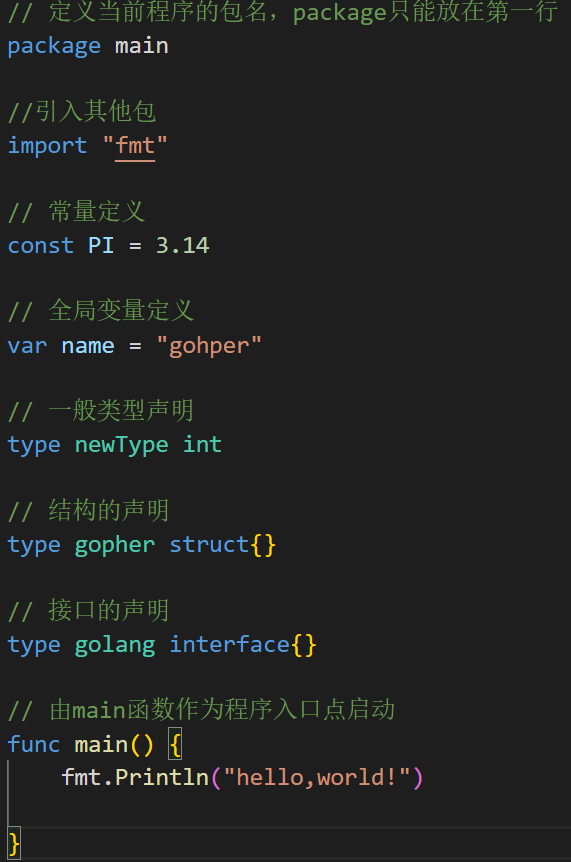 // 定义当前程序的包名，package只能放在第一行
package main
//引入其他包
import "fmt"
// 常量定义
const PI = 3.14
// 全局变量定义
var name = "gohper"
// 一般类型声明
type newType int
// 结构的声明
type gopher struct{}
// 接口的声明
type golang interface{}
// 由main函数作为程序入口点启动
func main() {
    fmt.Println("hello,world!")
}